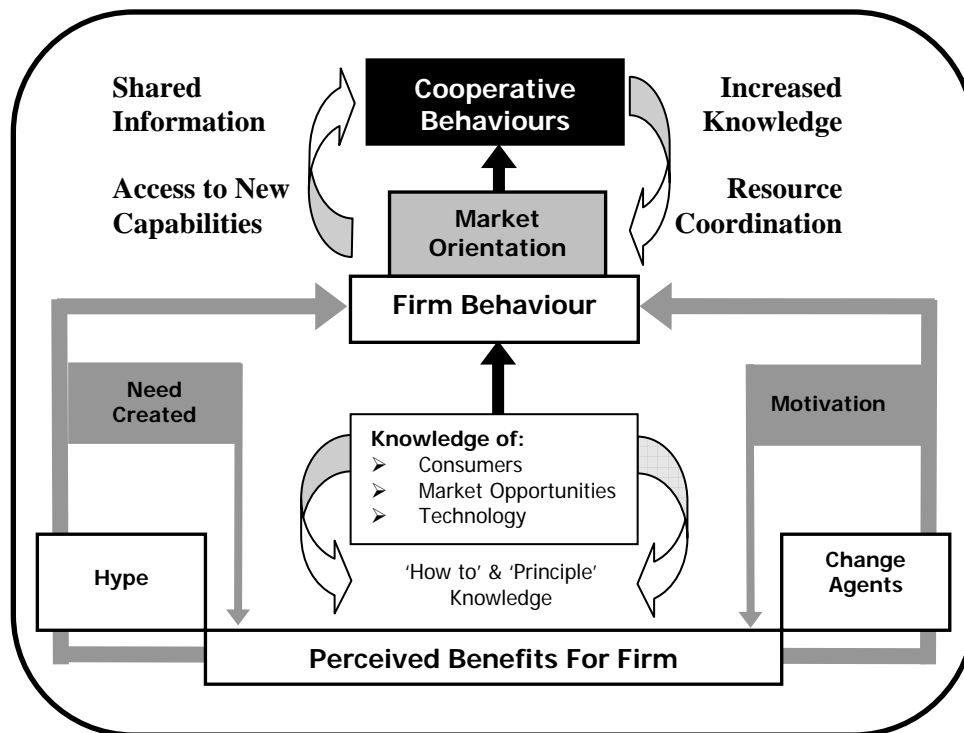 Shared
Information
Access to New
Capabilities
Cooperative
Behaviours
Increased
Knowledge
Resource
Coordination
Market
Orientation
Firm Behaviour
Need
Created
Motivation
Knowledge of:
➢ Consumers
➢ Market Opportunities
➢ Technology
‘How to’ & ‘Principle’
Knowledge
Hype
Change
Agents
Perceived Benefits For Firm